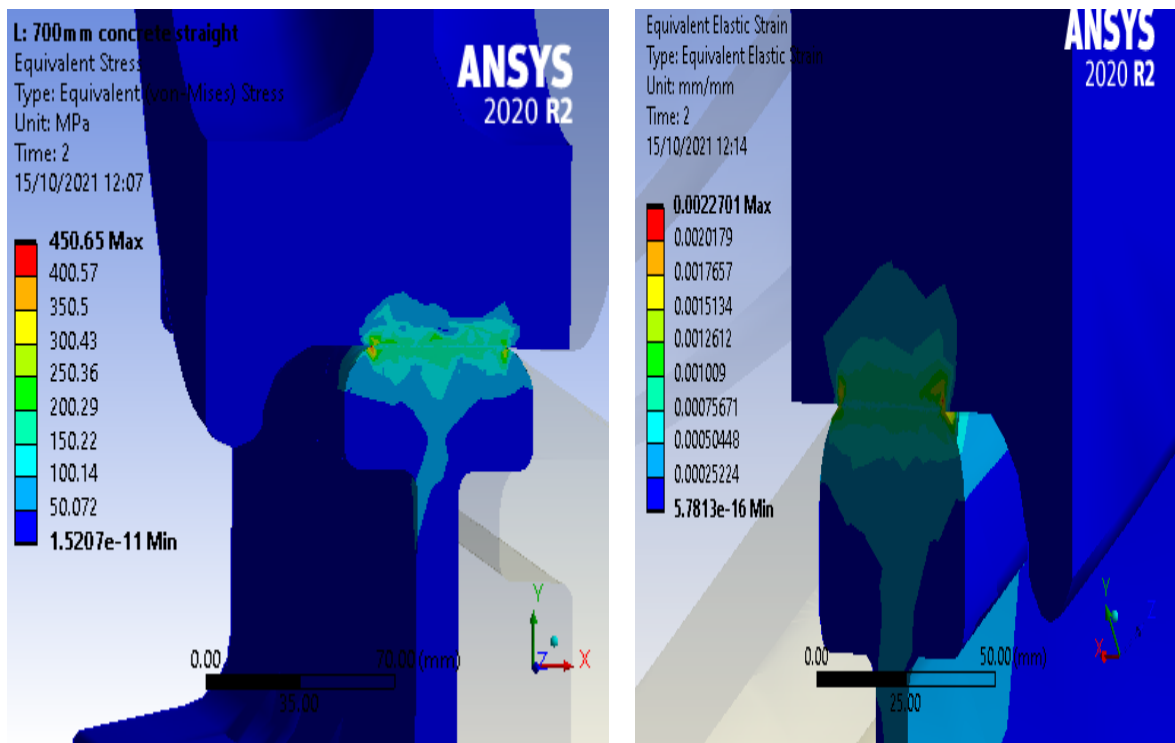 L: 700mm concrete straight
Equivalent Stress
Type: Equivalent (von-Mises) Stress
Unit: MPa
Time: 2
15/10/2021 12:07
ANSYS
2020 R2
450.65 Max
400.57
350.5
300.43
250.36
200.29
150.22
100.14
50.072
1.5207e-11 Min
0.00
70.00 (mm)
35.00
Y
Z
X
Equivalent Elastic Strain
Type: Equivalent Elastic Strain
Unit: mm/mm
Time: 2
15/10/2021 12:14
ANSYS
2020 R2
0.0022701 Max
0.0020179
0.0017657
0.0015134
0.0012612
0.001009
0.00075671
0.00050448
0.00025224
5.7813e-16 Min
0.00
50.00 (mm)
25.00
Y
X